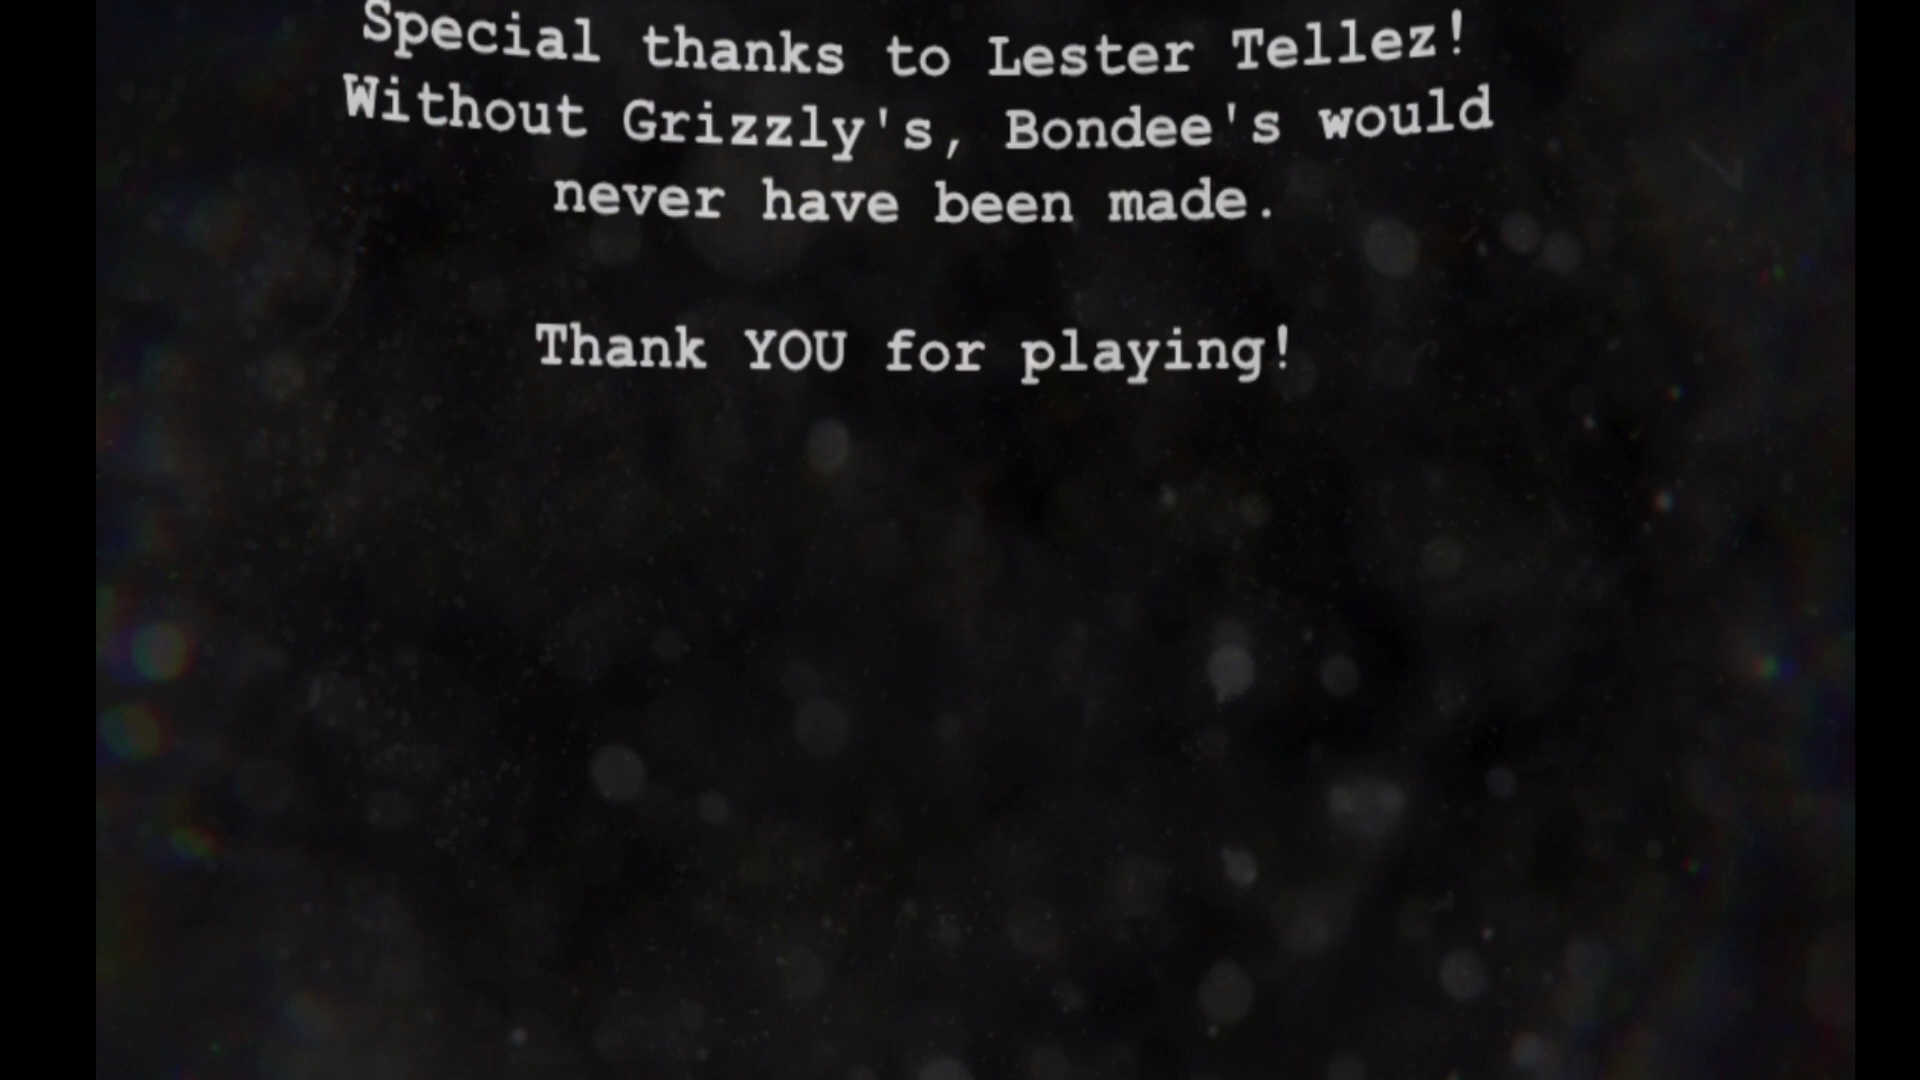 Special thanks to Lester Tellez!
Without Grizzly's, Bondee's would
never have been made.
Thank YOU for playing!